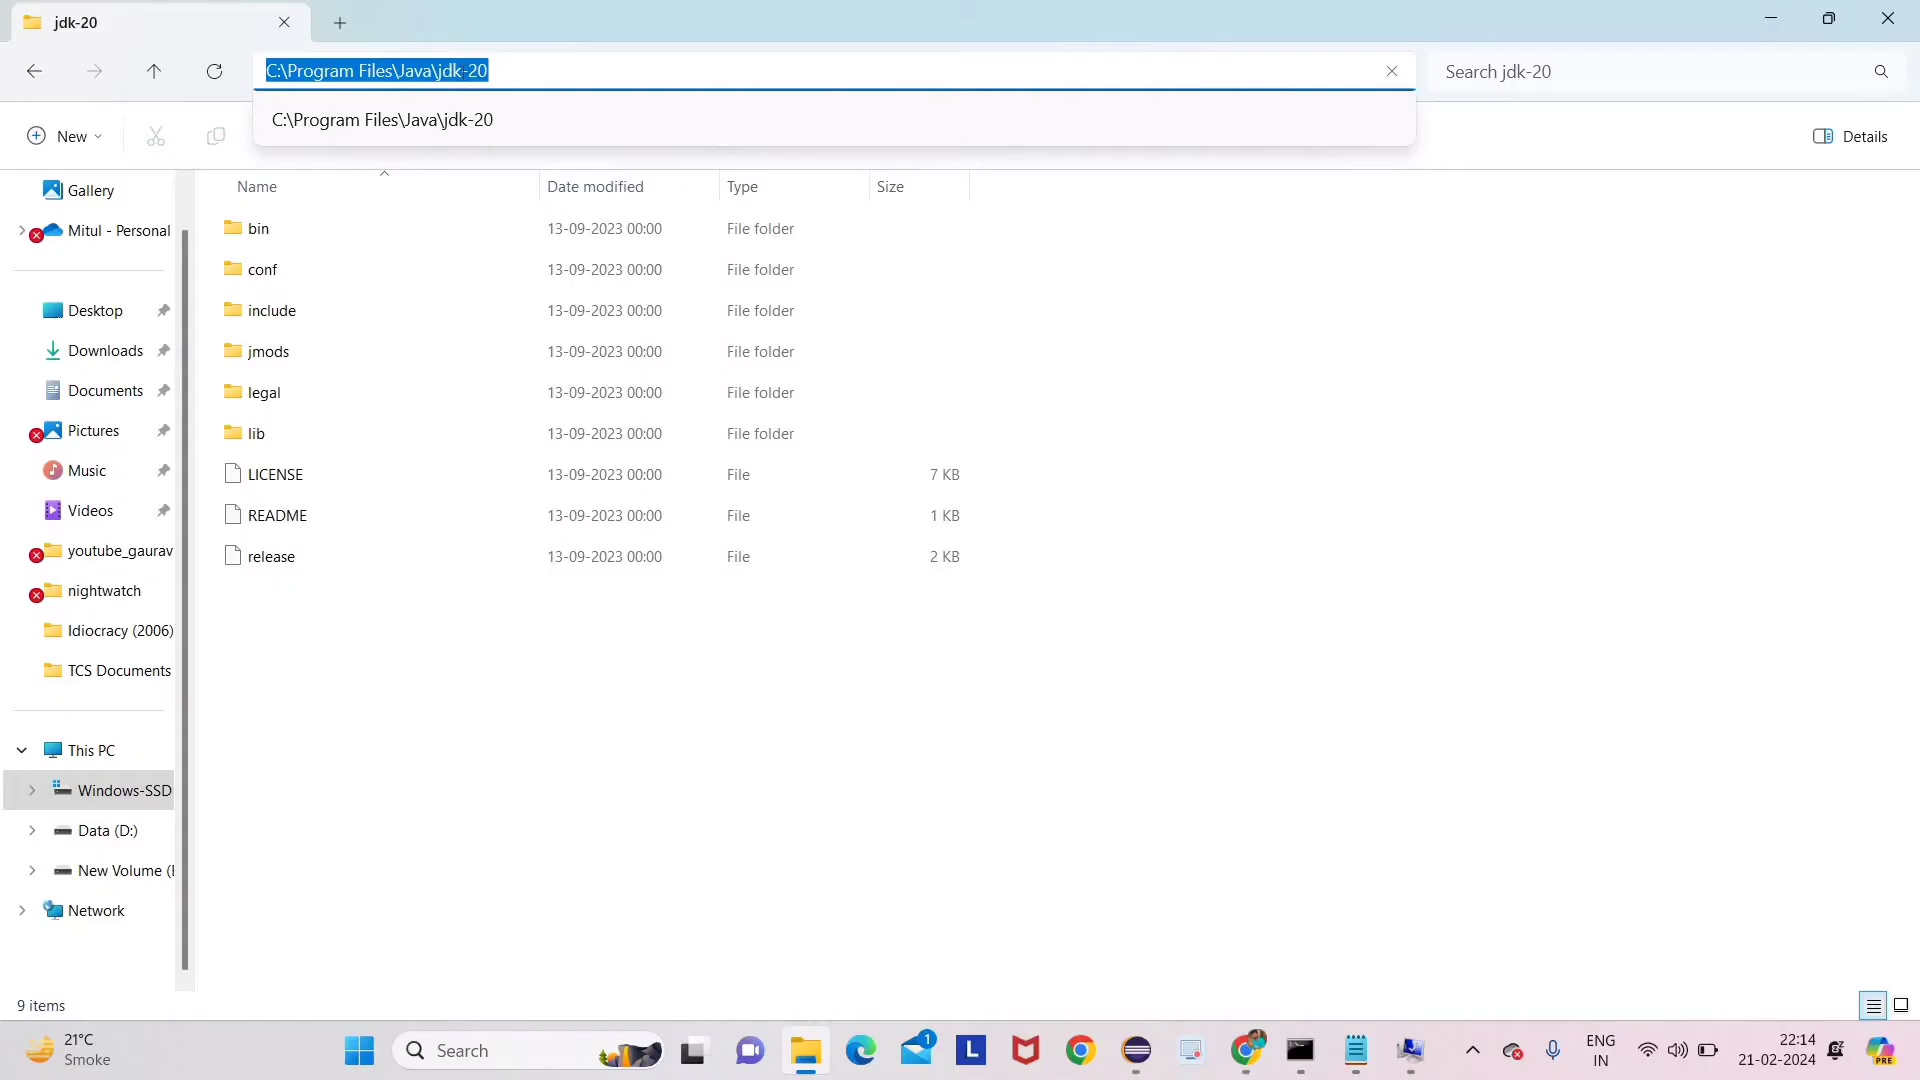 jdk-20
C:\Program Files\Java\jdk-20
Search jdk-20
C:\Program Files\Java\jdk-20
New
Details
Name Date modified Type Size
Gallery
Mitul - Personal
Desktop
Downloads
Documents
Pictures
Music
Videos
youtube_gaurav
nightwatch
Idiocracy (2006)
TCS Documents
This PC
Windows-SSD
Data (D:)
New Volume (
Network
bin 13-09-2023 00:00 File folder
conf 13-09-2023 00:00 File folder
include 13-09-2023 00:00 File folder
jmods 13-09-2023 00:00 File folder
legal 13-09-2023 00:00 File folder
lib 13-09-2023 00:00 File folder
LICENSE 13-09-2023 00:00 File 7 KB
README 13-09-2023 00:00 File 1 KB
release 13-09-2023 00:00 File 2 KB
9 items
21°C
Smoke
Search
1
L
PRE
ENG
IN
22:14
21-02-2024